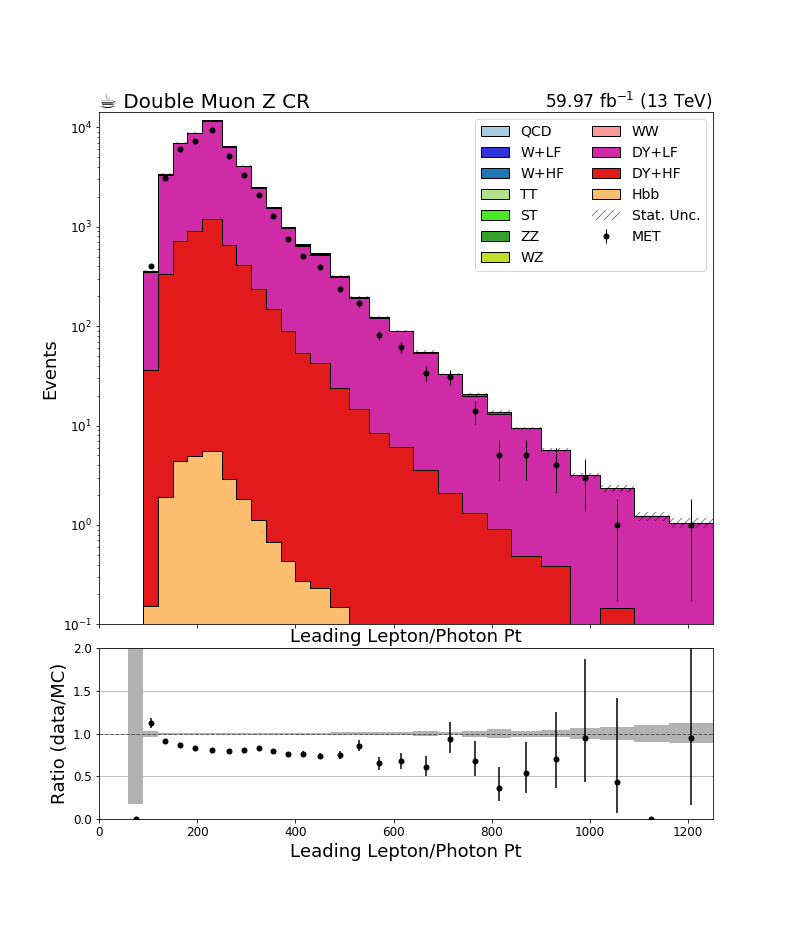 ☕ Double Muon Z CR
59.97 fb⁻¹ (13 TeV)
QCD
W+LF
W+HF
TT
ST
ZZ
WZ
WW
DY+LF
DY+HF
Hbb
Stat. Unc.
MET
Events
10⁴
10³
10²
10¹
10⁰
10⁻¹
Leading Lepton/Photon Pt
Ratio (data/MC)
2.0
1.5
1.0
0.5
0.0
0 200 400 600 800 1000 1200
Leading Lepton/Photon Pt